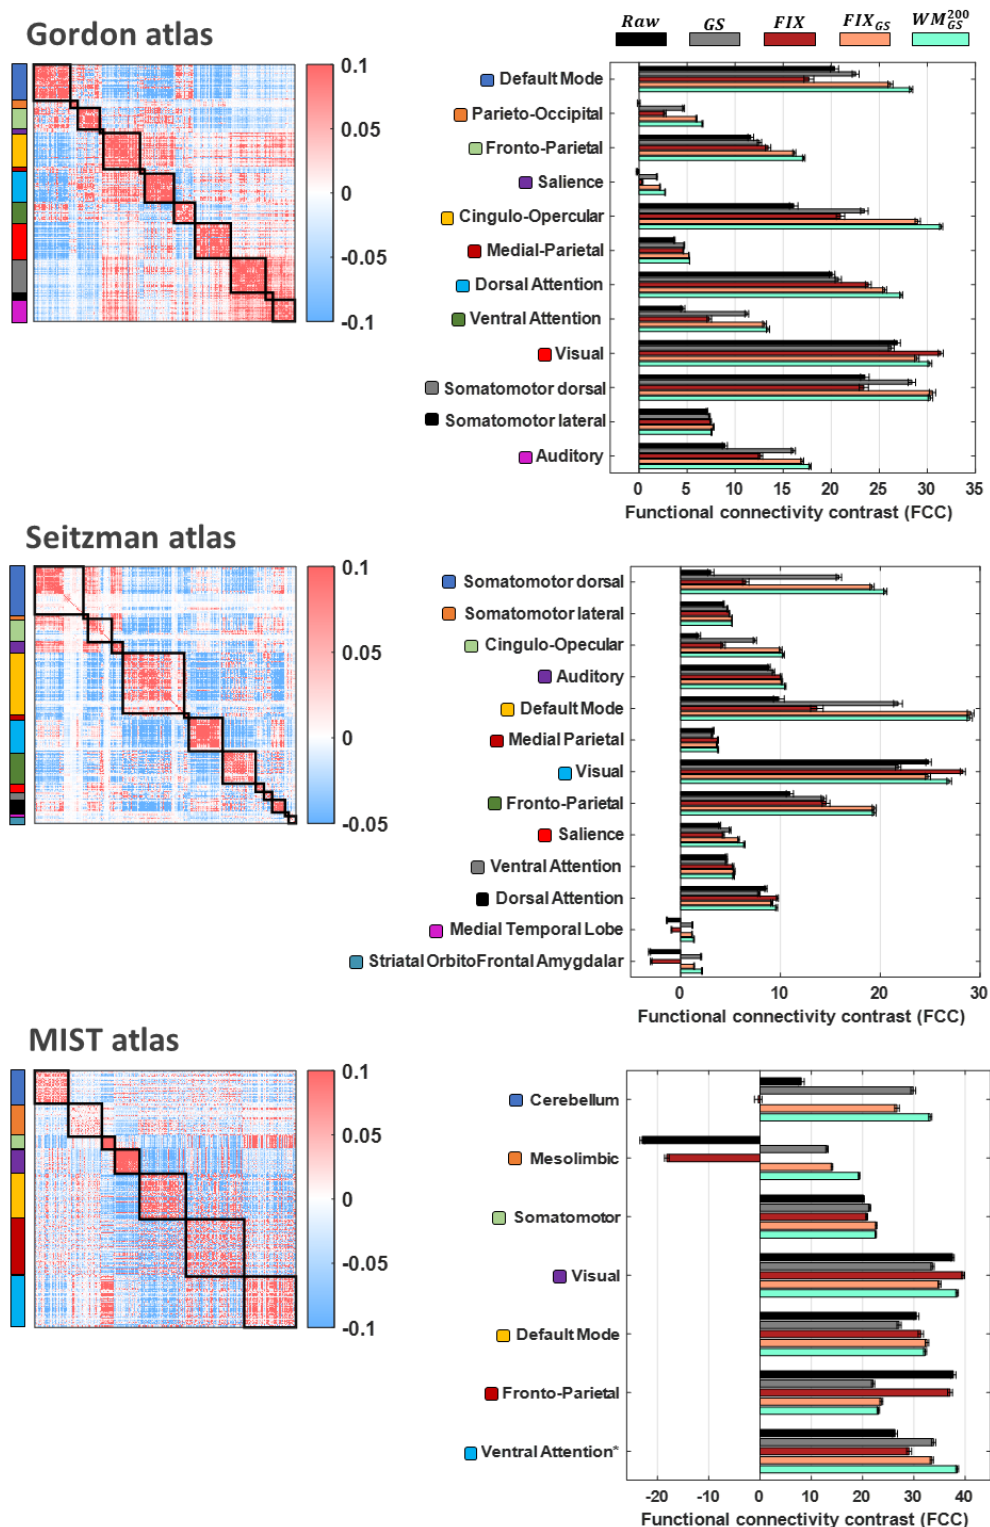 Gordon atlas
Raw GS FIX FIX_GS WM_GS^200
0.1
0.05
0
-0.05
-0.1
Default Mode
Parieto-Occipital
Fronto-Parietal
Salience
Cingulo-Opercular
Medial-Parietal
Dorsal Attention
Ventral Attention
Visual
Somatomotor dorsal
Somatomotor lateral
Auditory
0 5 10 15 20 25 30 35
Functional connectivity contrast (FCC)
Seitzman atlas
0.1
0.05
0
-0.05
Somatomotor dorsal
Somatomotor lateral
Cingulo-Opecular
Auditory
Default Mode
Medial Parietal
Visual
Fronto-Parietal
Salience
Ventral Attention
Dorsal Attention
Medial Temporal Lobe
Striatal OrbitoFrontal Amygdalar
0 10 20 30
Functional connectivity contrast (FCC)
MIST atlas
0.1
0.05
0
-0.05
-0.1
Cerebellum
Mesolimbic
Somatomotor
Visual
Default Mode
Fronto-Parietal
Ventral Attention*
-20 -10 0 10 20 30 40
Functional connectivity contrast (FCC)